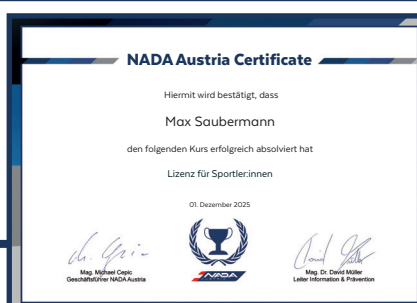 NADA Austria Certificate
Hiermit wird bestätigt, dass
Max Saubermann
den folgenden Kurs erfolgreich absolviert hat
Lizenz für Sportler:innen
01. Dezember 2025
NADA
Mag. Michael Cepic
Geschäftsführer NADA Austria
Mag. Dr. David Müller
Leiter Information & Prävention